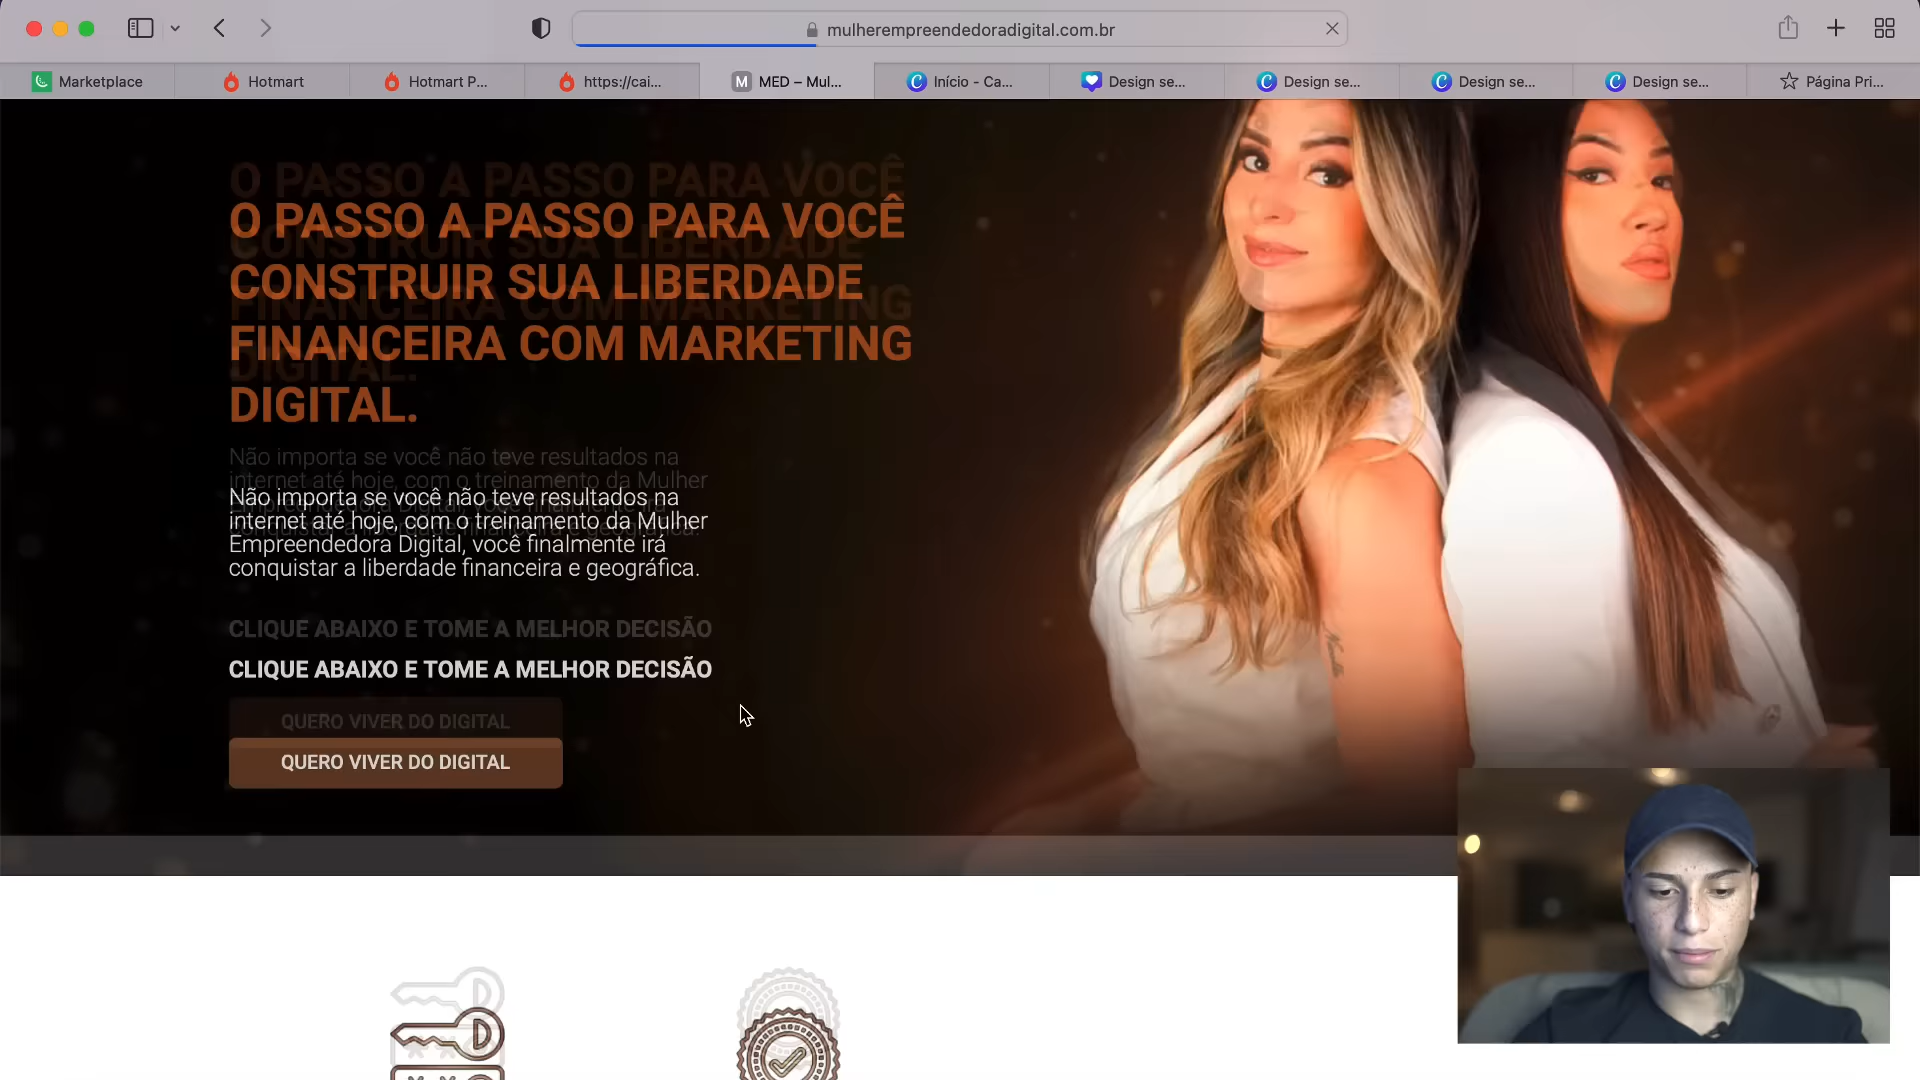 mulherempreendedoradigital.com.br
Marketplace
Hotmart
Hotmart P...
https://cai...
M MED – Mul...
Início - Ca...
Design se...
Design se...
Design se...
Design se...
Página Pri...
O PASSO A PASSO PARA VOCÊ
CONSTRUIR SUA LIBERDADE
FINANCEIRA COM MARKETING
DIGITAL.
Não importa se você não teve resultados na
internet até hoje, com o treinamento da Mulher
Empreendedora Digital, você finalmente irá
conquistar a liberdade financeira e geográfica.
CLIQUE ABAIXO E TOME A MELHOR DECISÃO
QUERO VIVER DO DIGITAL